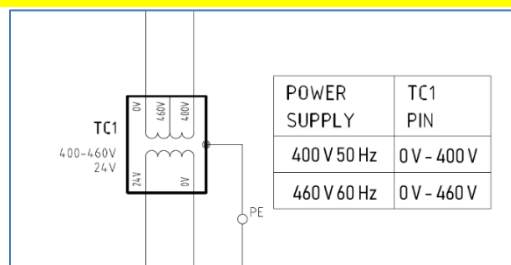 0V
460V
400V
TC1
400-460V
24V
24V
0V
PE
POWER SUPPLY
TC1 PIN
400 V 50 Hz
0 V - 400 V
460 V 60 Hz
0 V - 460 V